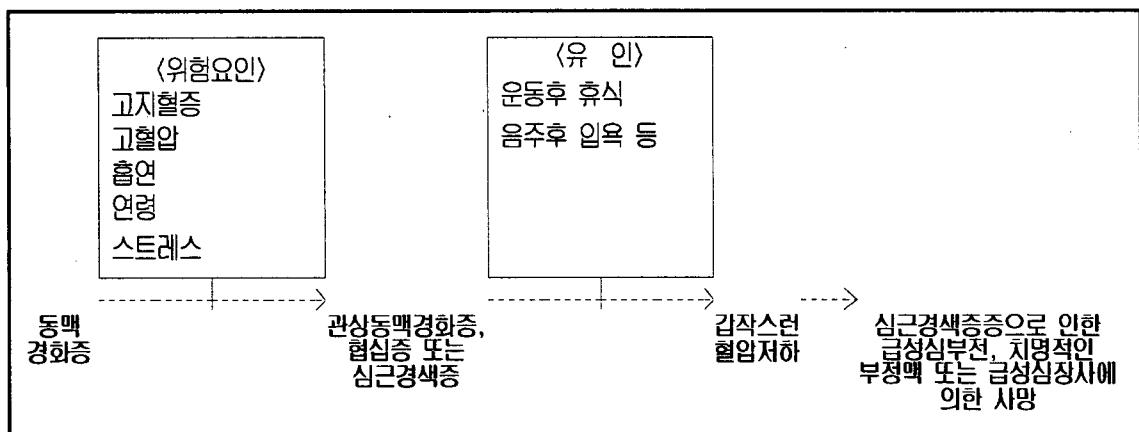 〈위험요인〉
고지혈증
고혈압
흡연
연령
스트레스
〈유 인〉
운동후 휴식
음주후 입욕 등
동맥
경화증
관상동맥경화증,
협심증 또는
심근경색증
갑작스런
혈압저하
심근경색증증으로 인한
급성심부전, 치명적인
부정맥 또는 급성심장사에
의한 사망